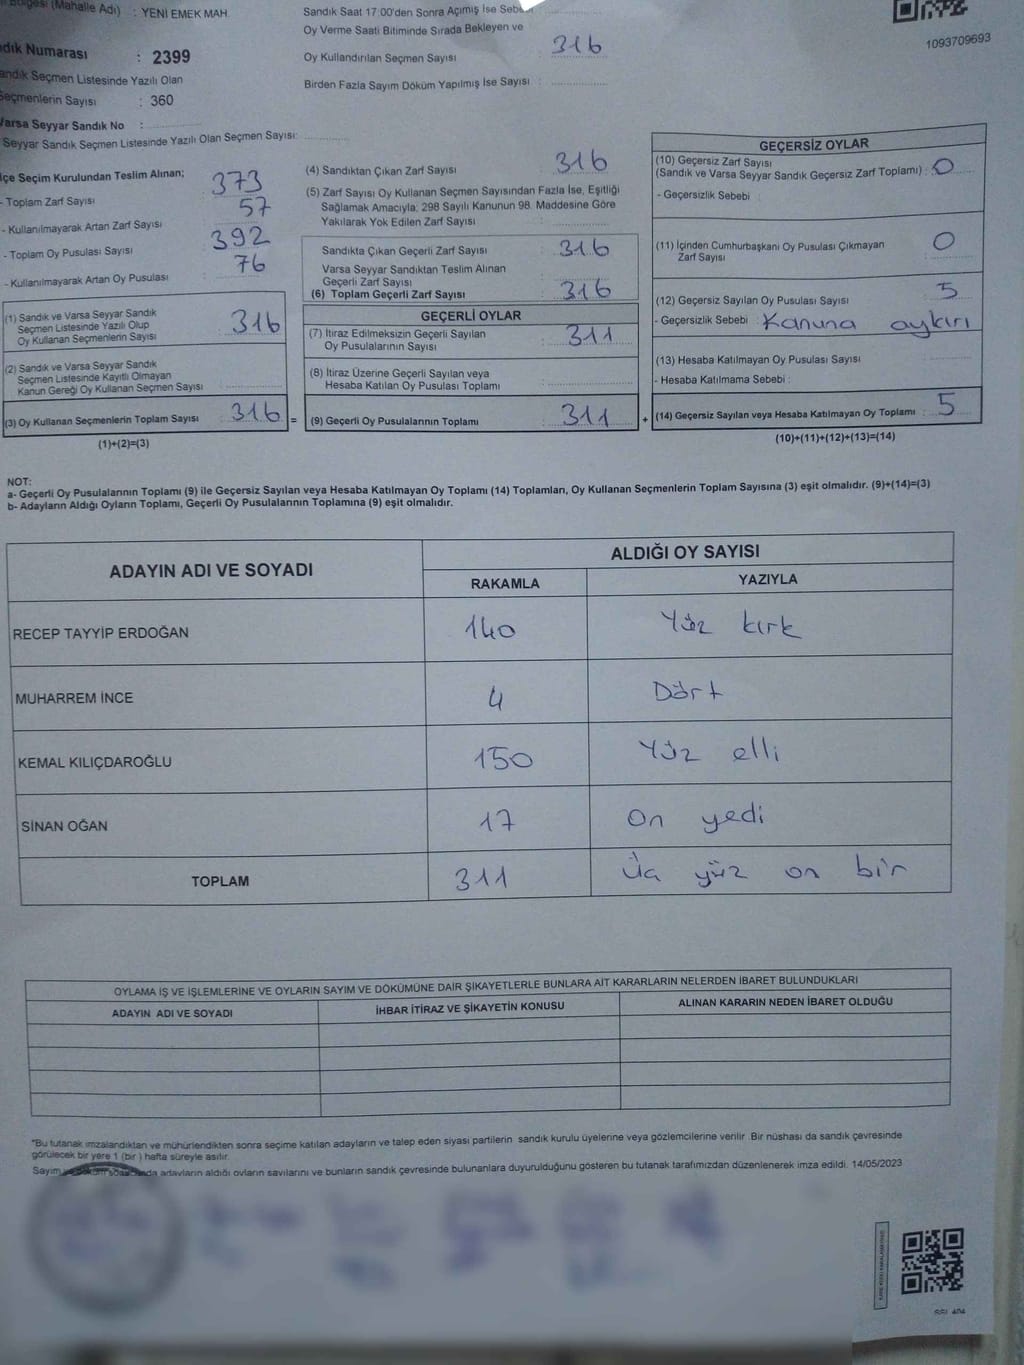 Bölgesi (Mahalle Adı) : YENİ EMEK MAH.
Sandık Numarası : 2399
Sandık Seçmen Listesinde Yazılı Olan
Seçmenlerin Sayısı : 360
Varsa Seyyar Sandık No :
Seyyar Sandık Seçmen Listesinde Yazılı Olan Seçmen Sayısı:
Sandık Saat 17:00'den Sonra Açımış İse
Oy Verme Saati Bitiminde Sırada Bekleyen ve
Oy Kullandırılan Seçmen Sayısı : 316
Birden Fazla Sayım Döküm Yapılmış İse Sayısı :
1093709693
İlçe Seçim Kurulundan Teslim Alınan;
- Toplam Zarf Sayısı : 373
- Kullanılmayarak Artan Zarf Sayısı : 57
- Toplam Oy Pusulası Sayısı : 392
- Kullanılmayarak Artan Oy Pusulası : 76
(1) Sandık ve Varsa Seyyar Sandık
Seçmen Listesinde Yazılı Olup
Oy Kullanan Seçmenlerin Sayısı : 316
(2) Sandık ve Varsa Seyyar Sandık
Seçmen Listesinde Kayıtlı Olmayan
Kanun Gereği Oy Kullanan Seçmen Sayısı :
(3) Oy Kullanan Seçmenlerin Toplam Sayısı : 316 =
(1)+(2)=(3)
(4) Sandıktan Çıkan Zarf Sayısı : 316
(5) Zarf Sayısı Oy Kullanan Seçmen Sayısından Fazla İse, Eşitliği
Sağlamak Amacıyla; 298 Sayılı Kanunun 98. Maddesine Göre
Yakılarak Yok Edilen Zarf Sayısı :
Sandıkta Çıkan Geçerli Zarf Sayısı : 316
Varsa Seyyar Sandıktan Teslim Alınan
Geçerli Zarf Sayısı :
(6) Toplam Geçerli Zarf Sayısı : 316
GEÇERLİ OYLAR
(7) İtiraz Edilmeksizin Geçerli Sayılan
Oy Pusulalarının Sayısı : 311
(8) İtiraz Üzerine Geçerli Sayılan veya
Hesaba Katılan Oy Pusulası Toplamı :
(9) Geçerli Oy Pusulalarının Toplamı : 311 +
GEÇERSİZ OYLAR
(10) Geçersiz Zarf Sayısı
(Sandık ve Varsa Seyyar Sandık Geçersiz Zarf Toplamı) : 0
- Geçersizlik Sebebi :
(11) İçinden Cumhurbaşkanı Oy Pusulası Çıkmayan
Zarf Sayısı : 0
(12) Geçersiz Sayılan Oy Pusulası Sayısı : 5
- Geçersizlik Sebebi : Kanuna aykırı
(13) Hesaba Katılmayan Oy Pusulası Sayısı :
- Hesaba Katılmama Sebebi :
(14) Geçersiz Sayılan veya Hesaba Katılmayan Oy Toplamı : 5
(10)+(11)+(12)+(13)=(14)
NOT:
a- Geçerli Oy Pusulalarının Toplamı (9) ile Geçersiz Sayılan veya Hesaba Katılmayan Oy Toplamı (14) Toplamları, Oy Kullanan Seçmenlerin Toplam Sayısına (3) eşit olmalıdır. (9)+(14)=(3)
b- Adayların Aldığı Oyların Toplamı, Geçerli Oy Pusulalarının Toplamına (9) eşit olmalıdır.
ADAYIN ADI VE SOYADI ALDIĞI OY SAYISI
RAKAMLA YAZIYLA
RECEP TAYYİP ERDOĞAN 140 Yüz kırk
MUHARREM İNCE 4 Dört
KEMAL KILIÇDAROĞLU 150 Yüz elli
SİNAN OĞAN 17 On yedi
TOPLAM 311 Üç yüz on bir
OYLAMA İŞ VE İŞLEMLERİNE VE OYLARIN SAYIM VE DÖKÜMÜNE DAİR ŞİKAYETLERLE BUNLARA AİT KARARLARIN NELERDEN İBARET BULUNDUKLARI
ADAYIN ADI VE SOYADI İHBAR İTİRAZ VE ŞİKAYETİN KONUSU ALINAN KARARIN NEDEN İBARET OLDUĞU
"Bu tutanak imzalandıktan ve mühürlendikten sonra seçime katılan adayların ve talep eden siyasi partilerin sandık kurulu üyelerine veya gözlemcilerine verilir. Bir nüshası da sandık çevresinde
görülecek bir yere 1 (bir ) hafta süreyle asılır.
Sayım ve döküm sonunda adayların aldığı oyların sayılarını ve bunların sandık çevresinde bulunanlara duyurulduğunu gösteren bu tutanak tarafımızdan düzenlenerek imza edildi. 14/05/2023